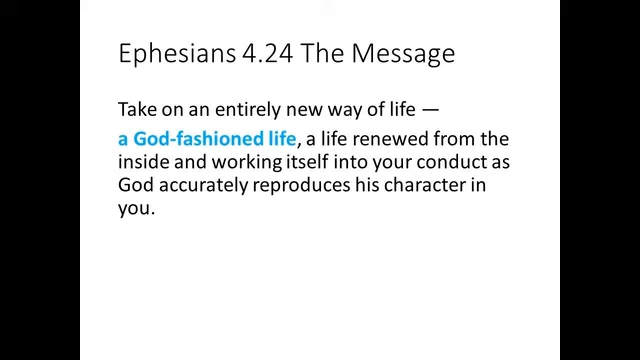 Ephesians 4.24 The Message
Take on an entirely new way of life —
a God-fashioned life, a life renewed from the
inside and working itself into your conduct as
God accurately reproduces his character in
you.